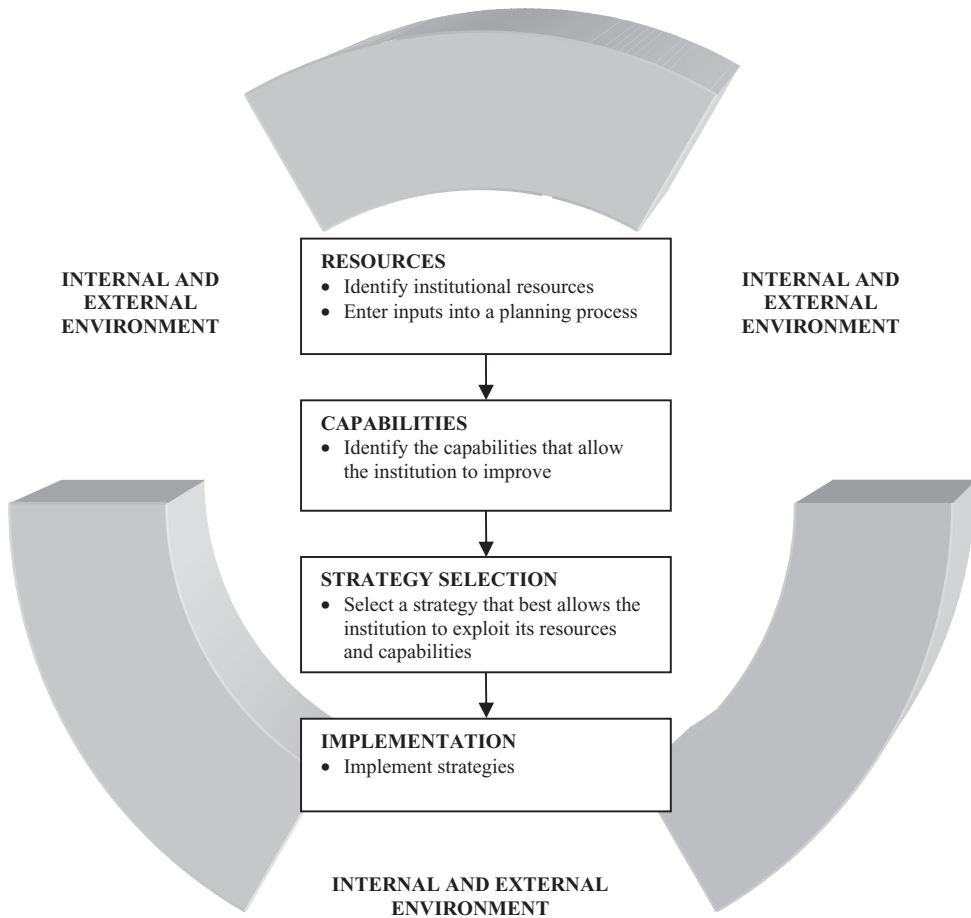 RESOURCES
• Identify institutional resources
• Enter inputs into a planning process
INTERNAL AND
EXTERNAL
ENVIRONMENT
INTERNAL AND
EXTERNAL
ENVIRONMENT
CAPABILITIES
• Identify the capabilities that allow
the institution to improve
STRATEGY SELECTION
• Select a strategy that best allows the
institution to exploit its resources
and capabilities
IMPLEMENTATION
• Implement strategies
INTERNAL AND EXTERNAL
ENVIRONMENT